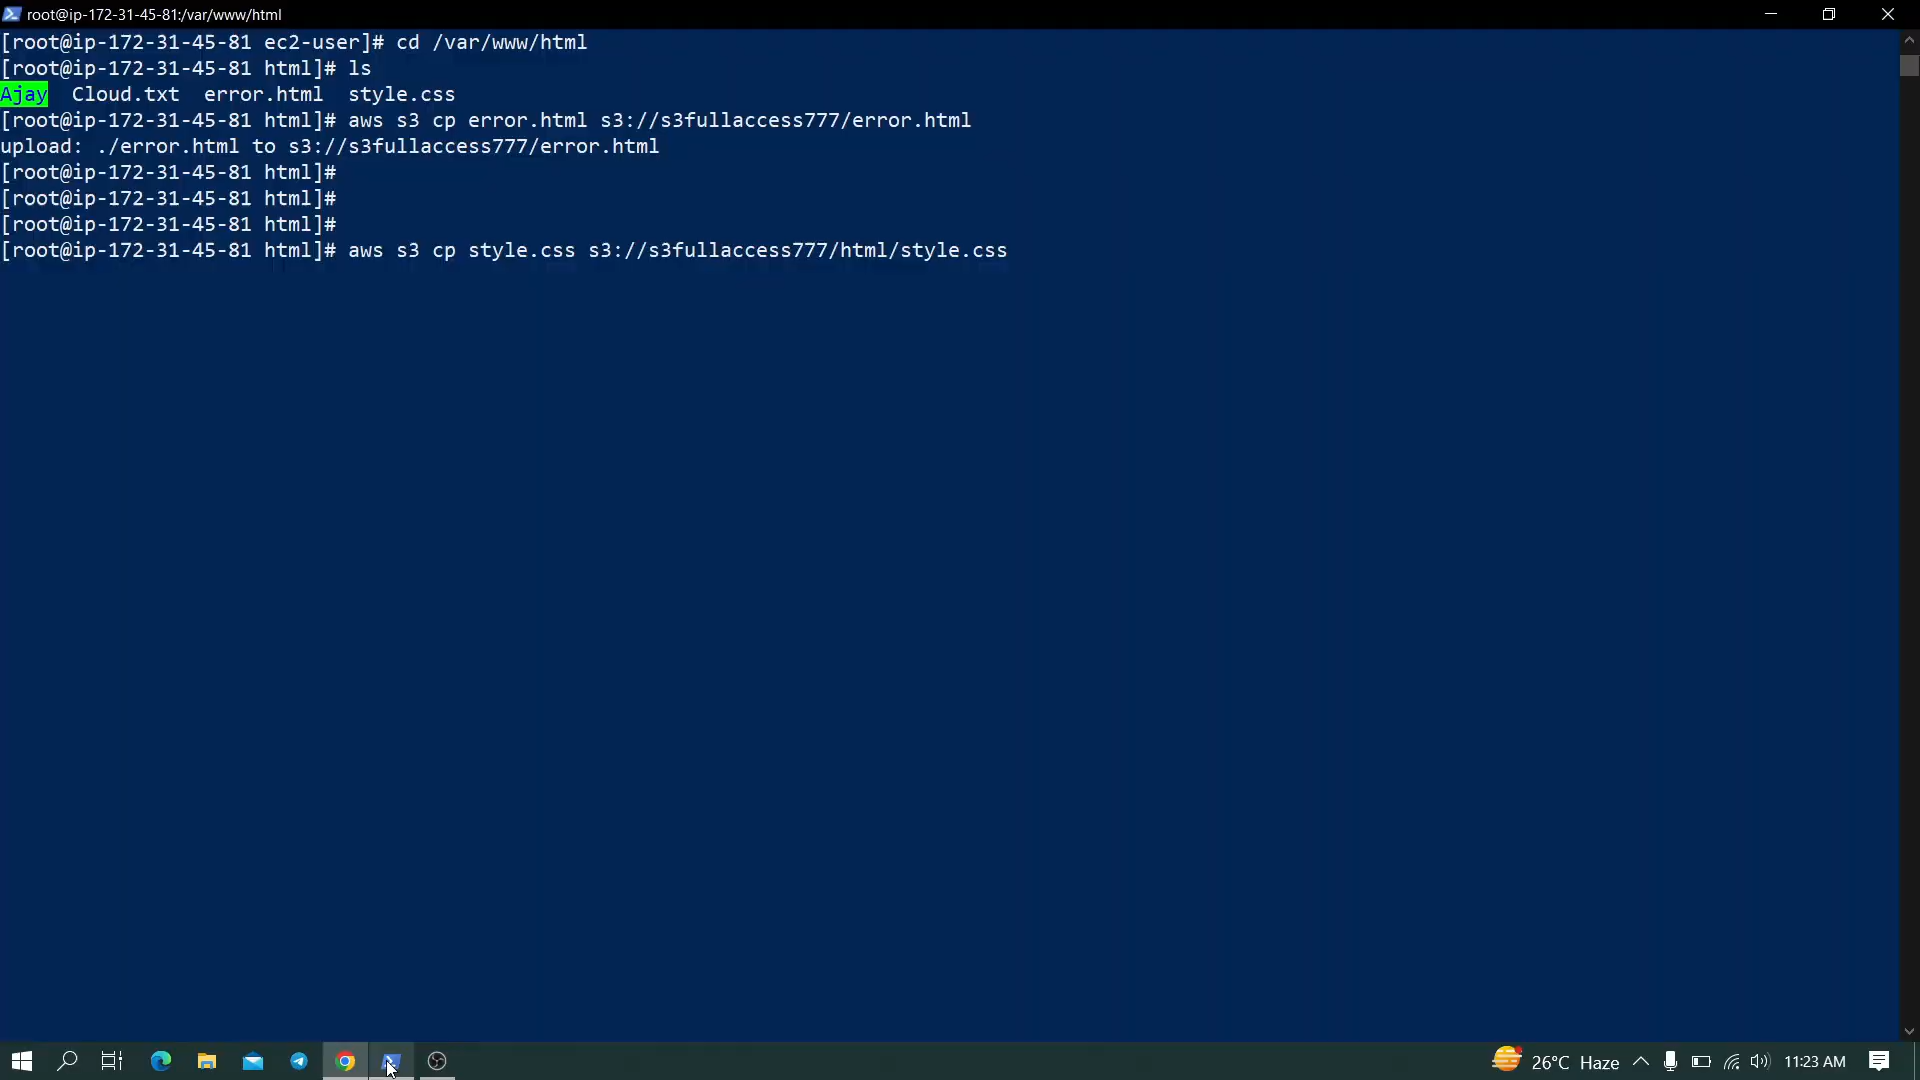 root@ip-172-31-45-81:/var/www/html
[root@ip-172-31-45-81 ec2-user]# cd /var/www/html
[root@ip-172-31-45-81 html]# ls
Ajay  Cloud.txt  error.html  style.css
[root@ip-172-31-45-81 html]# aws s3 cp error.html s3://s3fullaccess777/error.html
upload: ./error.html to s3://s3fullaccess777/error.html
[root@ip-172-31-45-81 html]#
[root@ip-172-31-45-81 html]#
[root@ip-172-31-45-81 html]#
[root@ip-172-31-45-81 html]# aws s3 cp style.css s3://s3fullaccess777/html/style.css
26°C Haze 11:23 AM